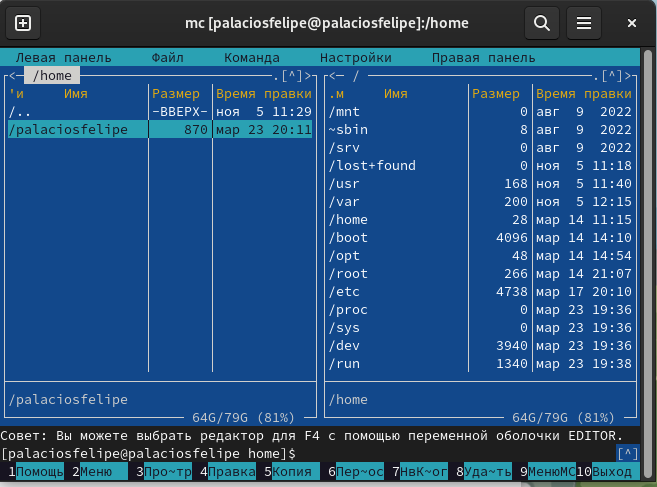 mc [palaciosfelipe@palaciosfelipe]:/home
Левая панель Файл Команда Настройки Правая панель
<— /home .[^]> <— / .[^]>
'и Имя Размер Время правки .м Имя Размер Время правки
/.. -ВВЕРХ- ноя 5 11:29 /mnt 0 авг 9 2022
/palaciosfelipe 870 мар 23 20:11 ~sbin 8 авг 9 2022
/srv 0 авг 9 2022
/lost+found 0 ноя 5 11:18
/usr 168 ноя 5 11:40
/var 200 ноя 5 12:15
/home 28 мар 14 11:15
/boot 4096 мар 14 14:10
/opt 48 мар 14 14:54
/root 266 мар 14 21:07
/etc 4738 мар 17 20:10
/proc 0 мар 23 19:36
/sys 0 мар 23 19:36
/dev 3940 мар 23 19:36
/run 1340 мар 23 19:38
/palaciosfelipe /home
64G/79G (81%) 64G/79G (81%)
Совет: Вы можете выбрать редактор для F4 с помощью переменной оболочки EDITOR.
[palaciosfelipe@palaciosfelipe home]$ [^]
1Помощь 2Меню 3Про~тр 4Правка 5Копия 6Пер~ос 7НвК~ог 8Уда~ть 9МенюМС 10Выход